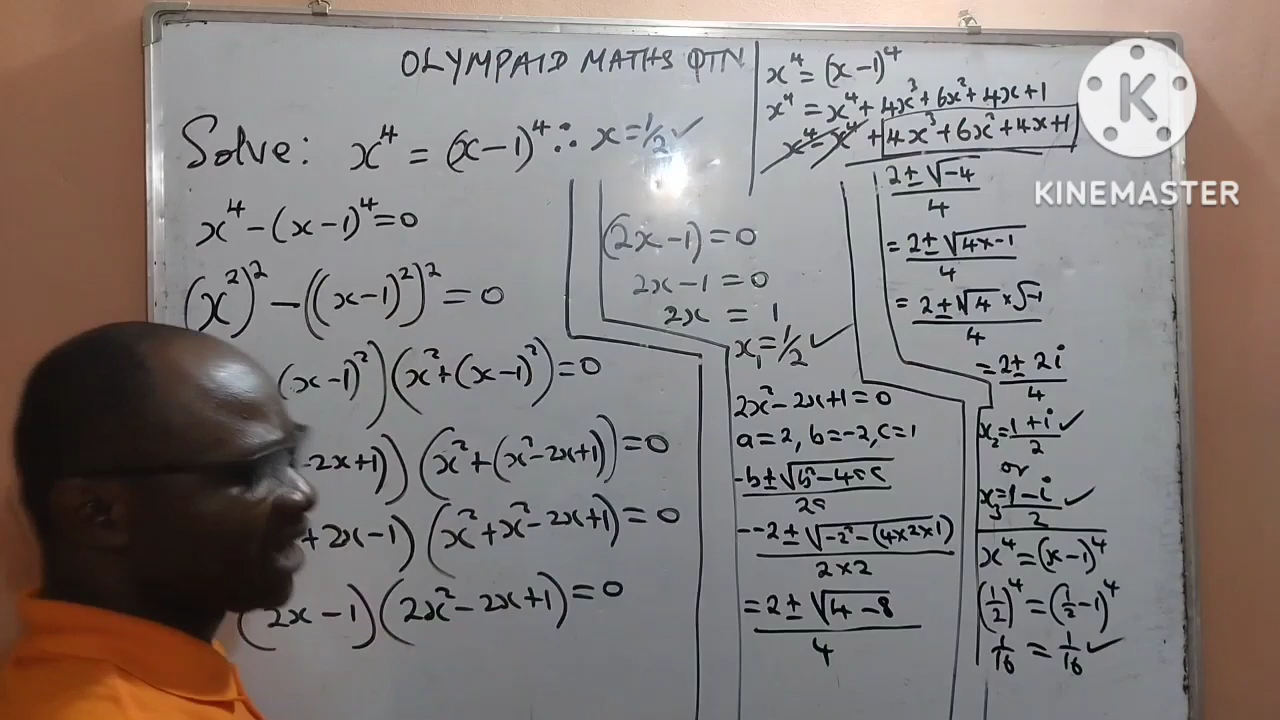 OLYMPAID MATHS QTN
Solve: x⁴ = (x-1)⁴ ∴ x = 1/2 ✓
x⁴ - (x-1)⁴ = 0
(x²)² - ((x-1)²)² = 0
(x-1)²)(x² + (x-1)²) = 0
-2x+1))(x² + (x² - 2x+1)) = 0
+2x-1)(x² + x² - 2x+1) = 0
(2x-1)(2x² - 2x+1) = 0
(2x-1) = 0
2x-1 = 0
2x = 1
x₁ = 1/2 ✓
2x² - 2x+1 = 0
a=2, b=-2, c=1
-b ± √b² - 4ac / 2a
--2 ± √-2² - (4×2×1) / 2×2
= 2 ± √4 - 8 / 4
x⁴ = (x-1)⁴
x⁴ = x⁴ + 4x³ + 6x² + 4x + 1
x⁴ - x⁴ + 4x³ + 6x² + 4x + 1
2 ± √-4 / 4
= 2 ± √4x-1 / 4
= 2 ± √4 × √-1 / 4
= 2 ± 2i / 4
x₂ = 1+i / 2 ✓
or
x₃ = 1-i / 2 ✓
x⁴ = (x-1)⁴
(1/2)⁴ = (1/2 - 1)⁴
1/16 = 1/16 ✓
K
KINEMASTER